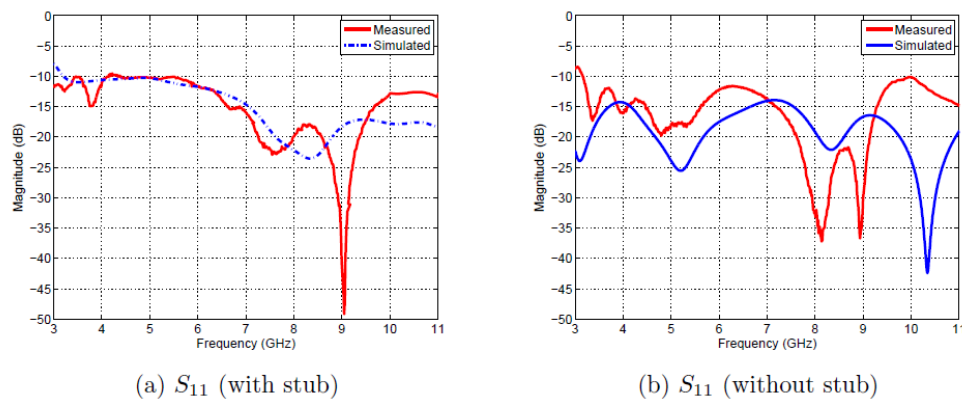 0
−5
−10
−15
−20
−25
−30
−35
−40
−45
−50
Magnitude (dB)
3 4 5 6 7 8 9 10 11
Frequency (GHz)
Measured
Simulated
(a) S₁₁ (with stub)
0
−5
−10
−15
−20
−25
−30
−35
−40
−45
−50
Magnitude (dB)
3 4 5 6 7 8 9 10 11
Frequency (GHz)
Measured
Simulated
(b) S₁₁ (without stub)